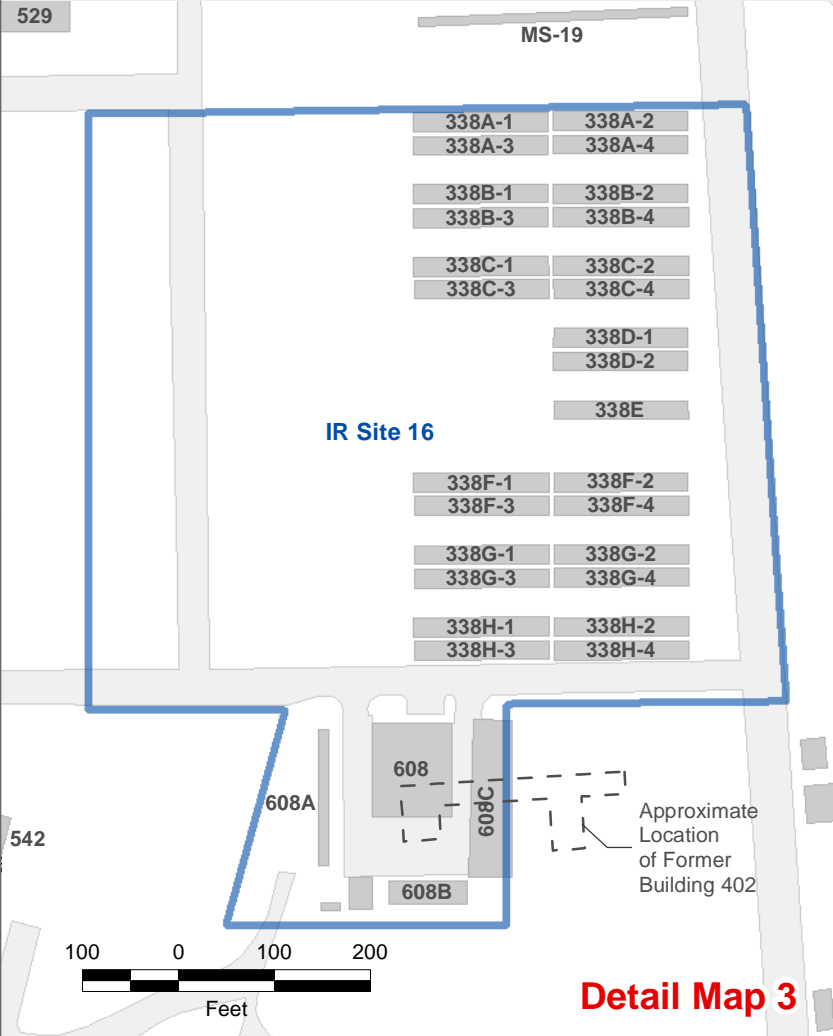 529
MS-19
338A-1 338A-2
338A-3 338A-4
338B-1 338B-2
338B-3 338B-4
338C-1 338C-2
338C-3 338C-4
338D-1
338D-2
338E
IR Site 16
338F-1 338F-2
338F-3 338F-4
338G-1 338G-2
338G-3 338G-4
338H-1 338H-2
338H-3 338H-4
608
608A
608C
542
Approximate
Location
of Former
Building 402
608B
100 0 100 200
Feet
Detail Map 3